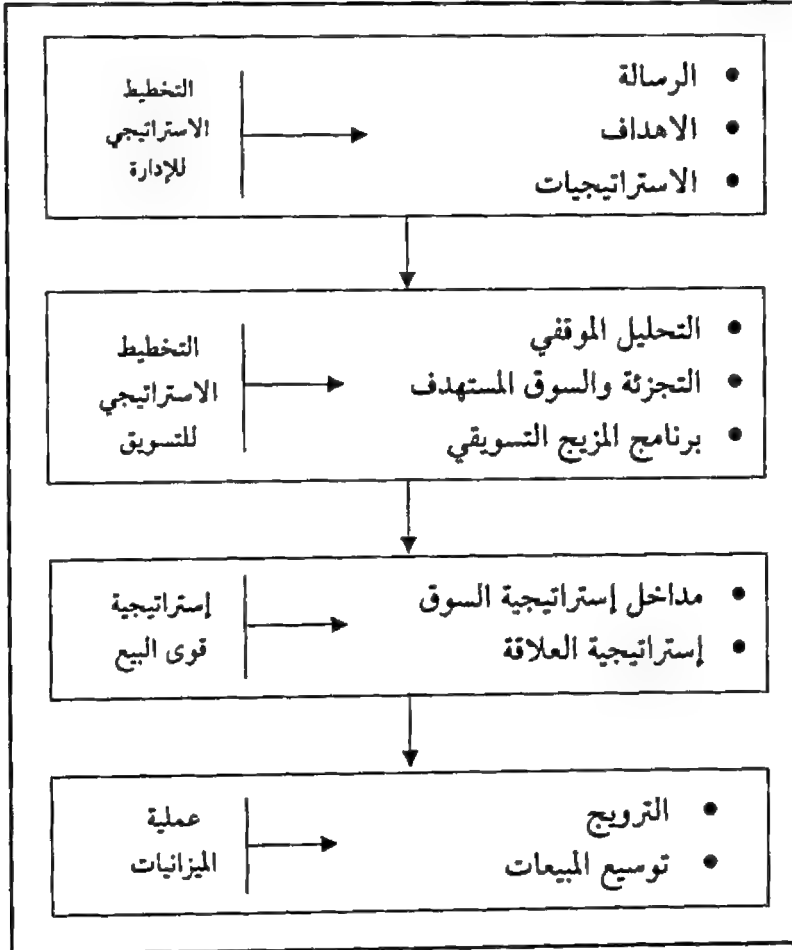 • الرسالة
• الاهداف
• الاستراتيجيات
التخطيط
الاستراتيجي
للإدارة
• التحليل الموقفي
• التجزئة والسوق المستهدف
• برنامج المزيج التسويقي
التخطيط
الاستراتيجي
للتسويق
• مداخل إستراتيجية السوق
• إستراتيجية العلاقة
إستراتيجية
قوى البيع
• الترويج
• توسيع المبيعات
عملية
الميزانيات